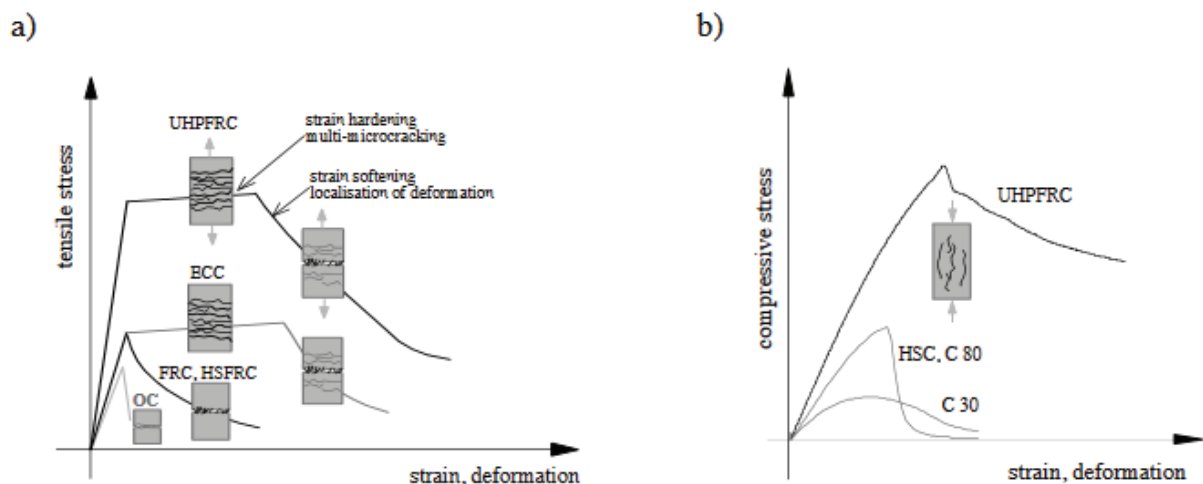 a)
tensile stress
UHPFRC
strain hardening
multi-microcracking
strain softening
localisation of deformation
ECC
FRC, HSFRC
OC
strain, deformation
b)
compressive stress
UHPFRC
HSC, C 80
C 30
strain, deformation